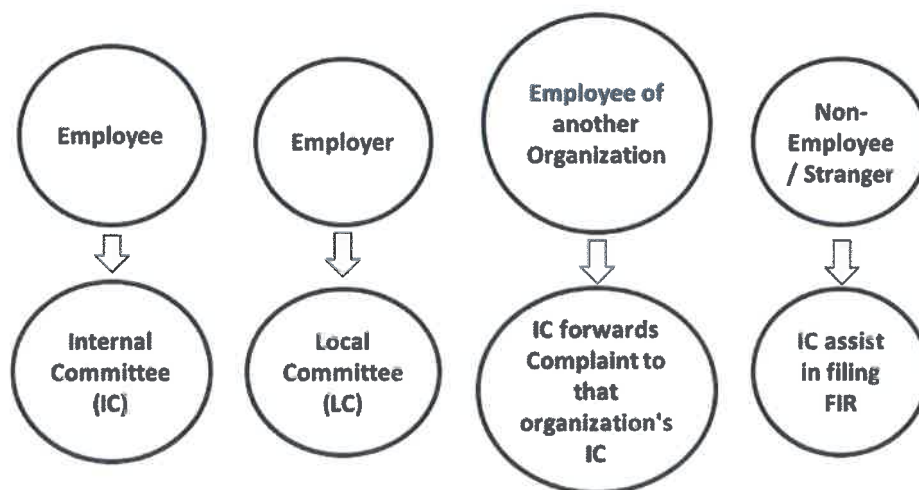 Employee
Employer
Employee of
another
Organization
Non-
Employee
/ Stranger
Internal
Committee
(IC)
Local
Committee
(LC)
IC forwards
Complaint to
that
organization's
IC
IC assist
in filing
FIR